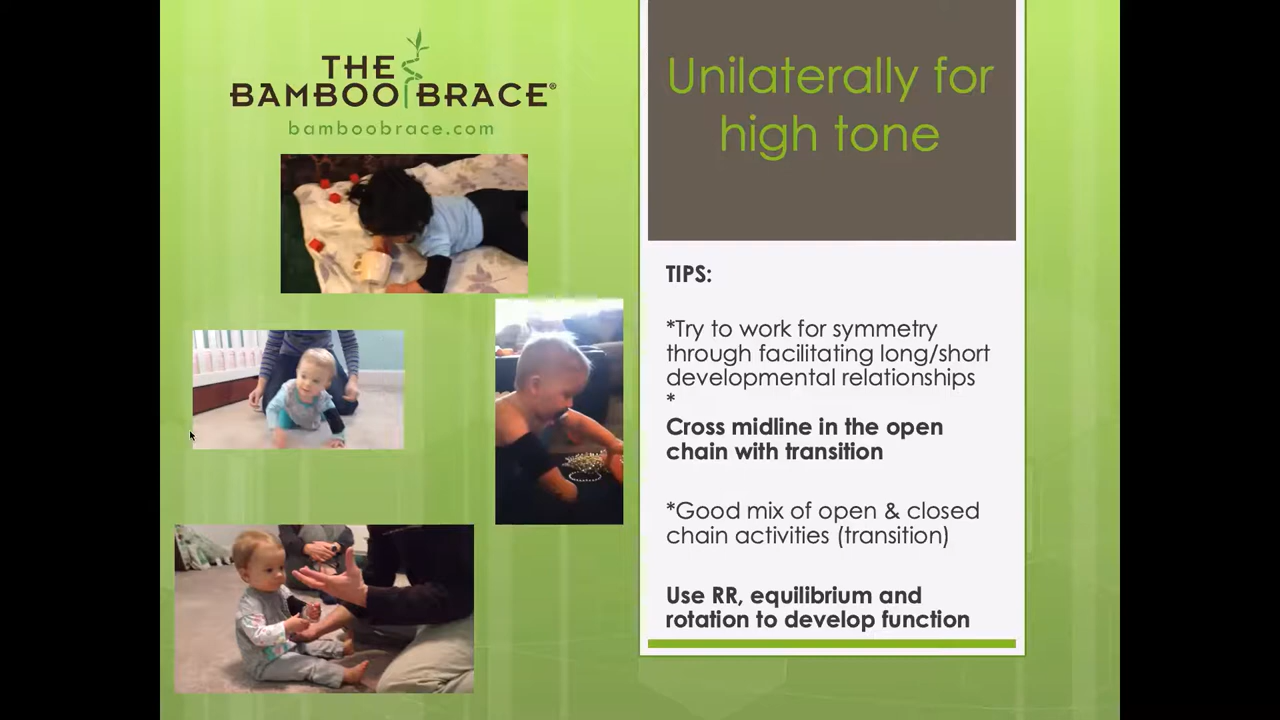 THE
BAMBOO BRACE®
bamboobrace.com
Unilaterally for
high tone
TIPS:
*Try to work for symmetry
through facilitating long/short
developmental relationships
*
Cross midline in the open
chain with transition
*Good mix of open & closed
chain activities (transition)
Use RR, equilibrium and
rotation to develop function